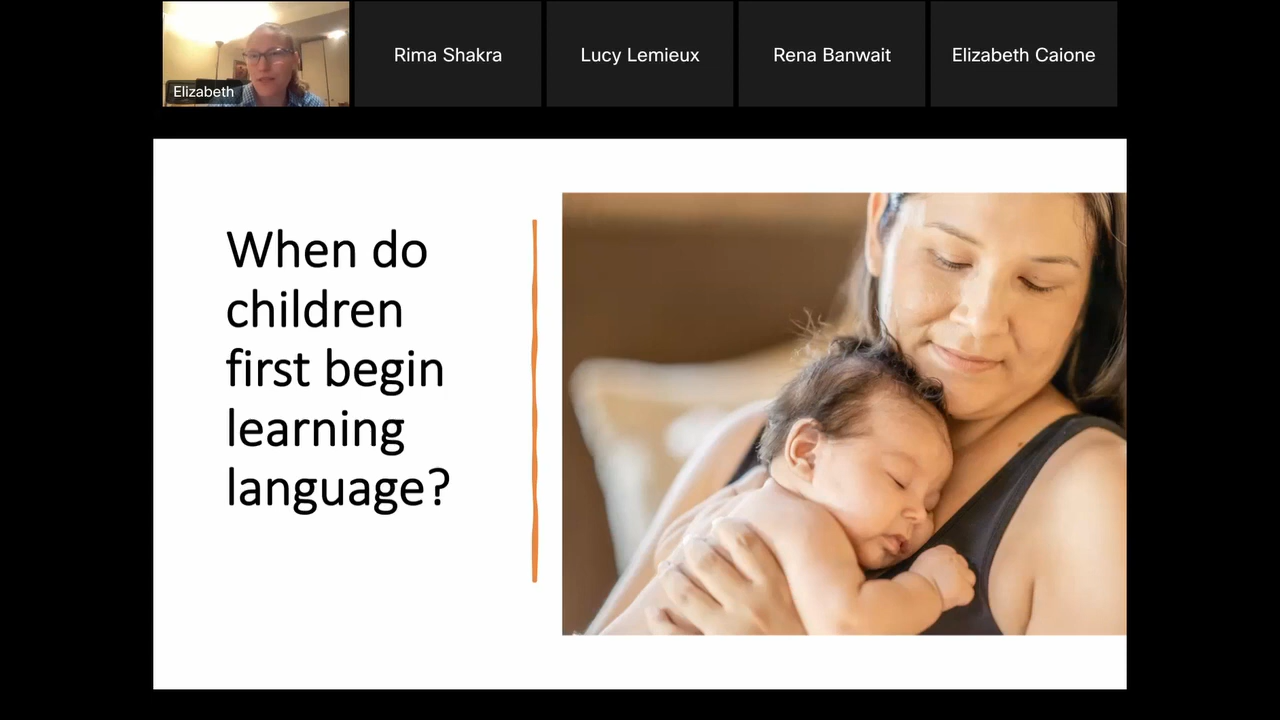 Elizabeth
Rima Shakra
Lucy Lemieux
Rena Banwait
Elizabeth Caione
When do
children
first begin
learning
language?